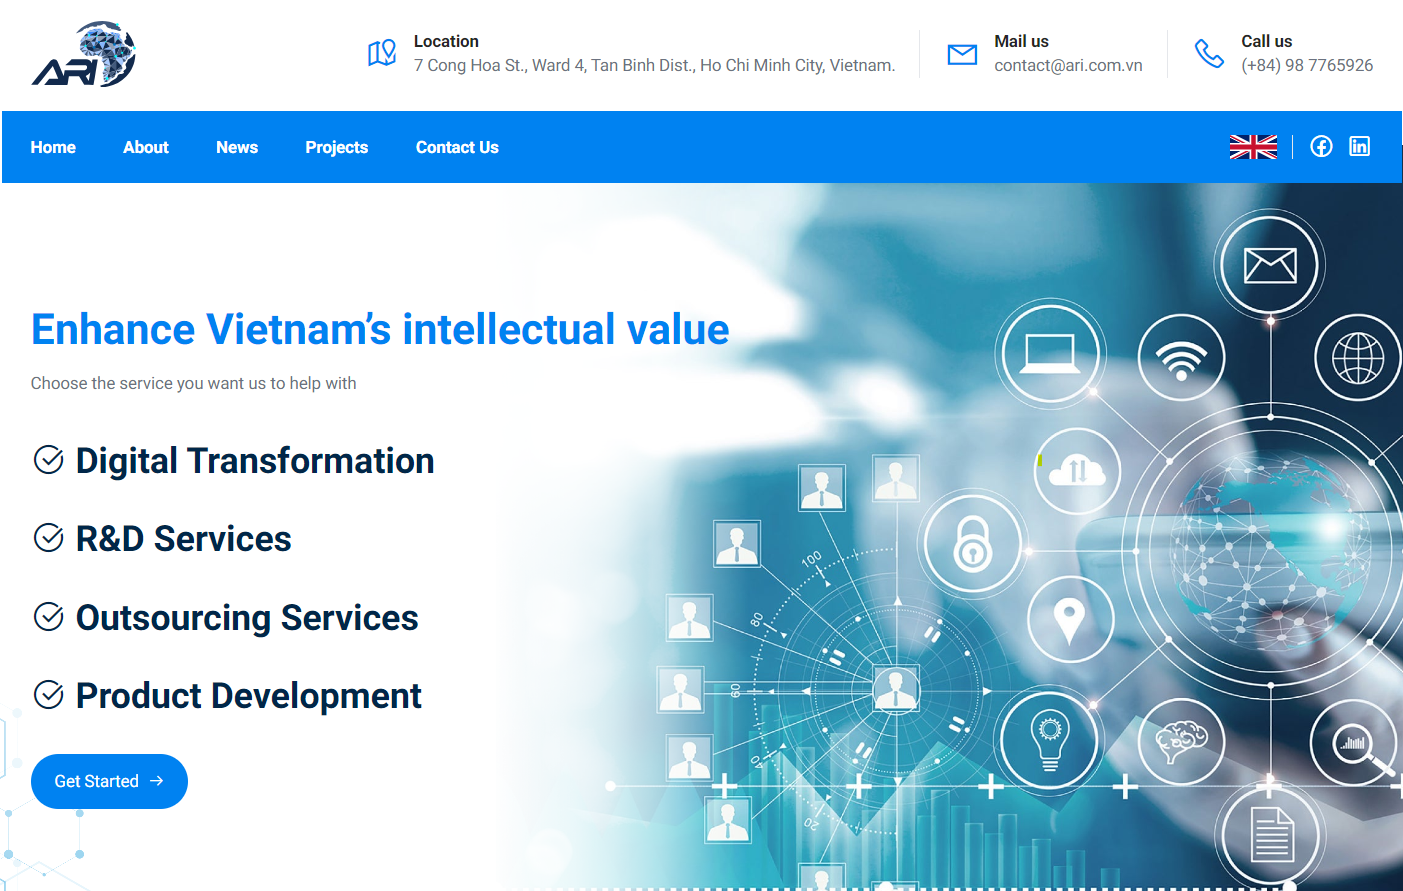 ARI
Location
7 Cong Hoa St., Ward 4, Tan Binh Dist., Ho Chi Minh City, Vietnam.
Mail us
contact@ari.com.vn
Call us
(+84) 98 7765926
Home About News Projects Contact Us
Enhance Vietnam’s intellectual value
Choose the service you want us to help with
Digital Transformation
R&D Services
Outsourcing Services
Product Development
Get Started
100
80
60
40
20